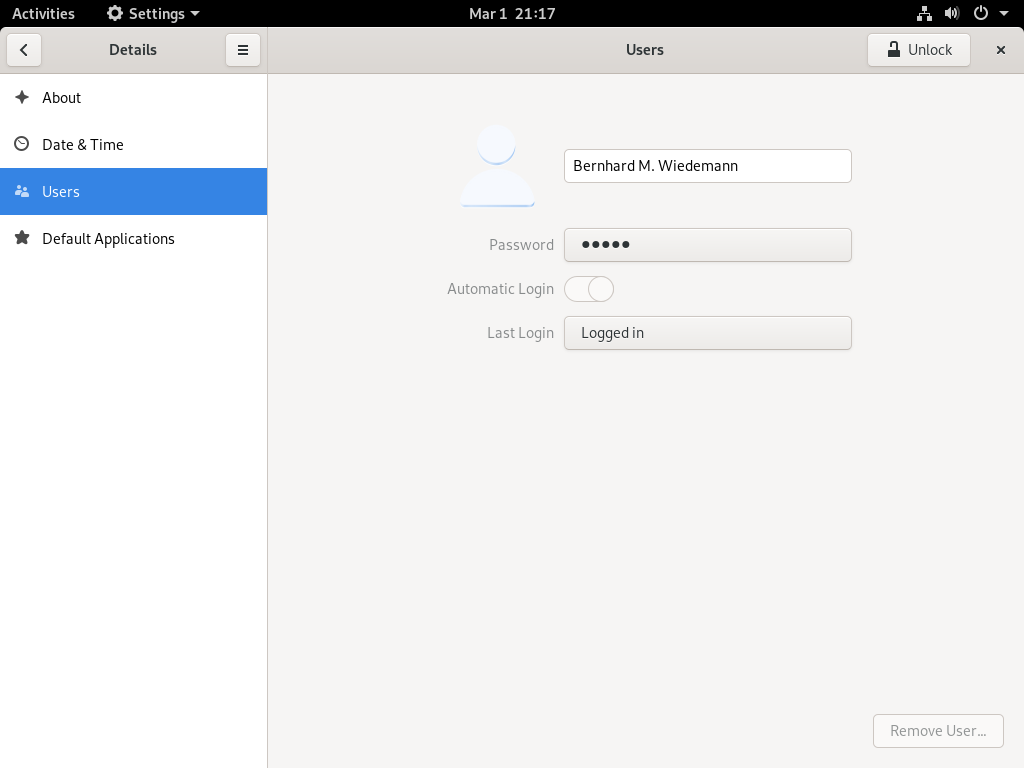 Activities Settings Mar 1 21:17
Details Users Unlock
About
Date & Time
Users
Default Applications
Bernhard M. Wiedemann
Password ●●●●●
Automatic Login
Last Login Logged in
Remove User...